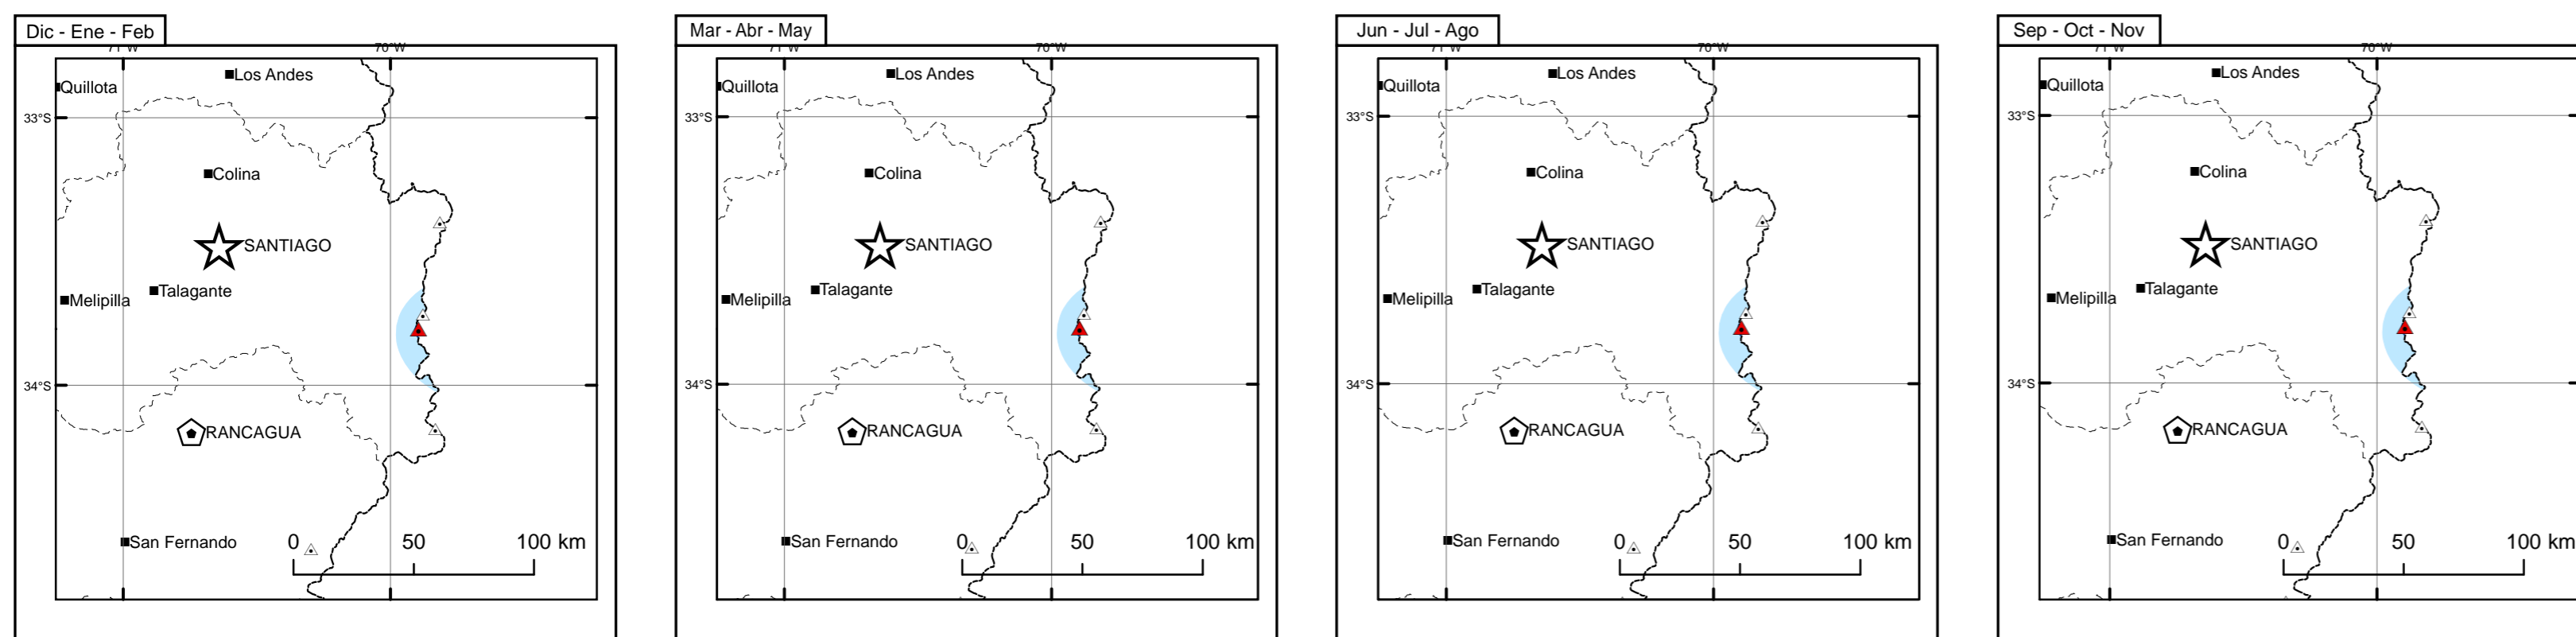 Dic - Ene - Feb
71°W 70°W
Los Andes
Quillota
33°S
Colina
SANTIAGO
Talagante
Melipilla
34°S
RANCAGUA
San Fernando
0 50 100 km
Mar - Abr - May
71°W 70°W
Los Andes
Quillota
33°S
Colina
SANTIAGO
Talagante
Melipilla
34°S
RANCAGUA
San Fernando
0 50 100 km
Jun - Jul - Ago
71°W 70°W
Los Andes
Quillota
33°S
Colina
SANTIAGO
Talagante
Melipilla
34°S
RANCAGUA
San Fernando
0 50 100 km
Sep - Oct - Nov
71°W 70°W
Los Andes
Quillota
33°S
Colina
SANTIAGO
Talagante
Melipilla
34°S
RANCAGUA
San Fernando
0 50 100 km